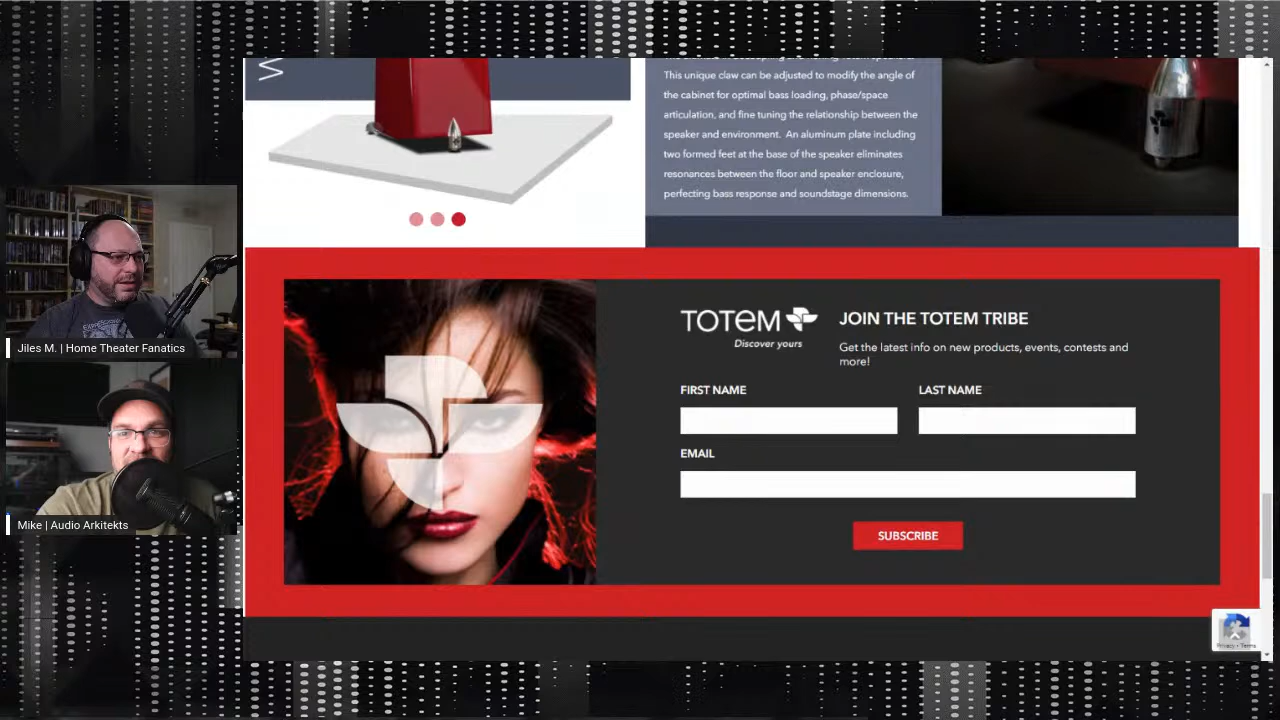 W
This unique claw can be adjusted to modify the angle of
the cabinet for optimal bass loading, phase/space
articulation, and fine tuning the relationship between the
speaker and environment. An aluminum plate including
two formed feet at the base of the speaker eliminates
resonances between the floor and speaker enclosure,
perfecting bass response and soundstage dimensions.
Jiles M. | Home Theater Fanatics
Mike | Audio Arkitekts
TOTEM
Discover yours
JOIN THE TOTEM TRIBE
Get the latest info on new products, events, contests and
more!
FIRST NAME
LAST NAME
EMAIL
SUBSCRIBE
Privacy • Terms